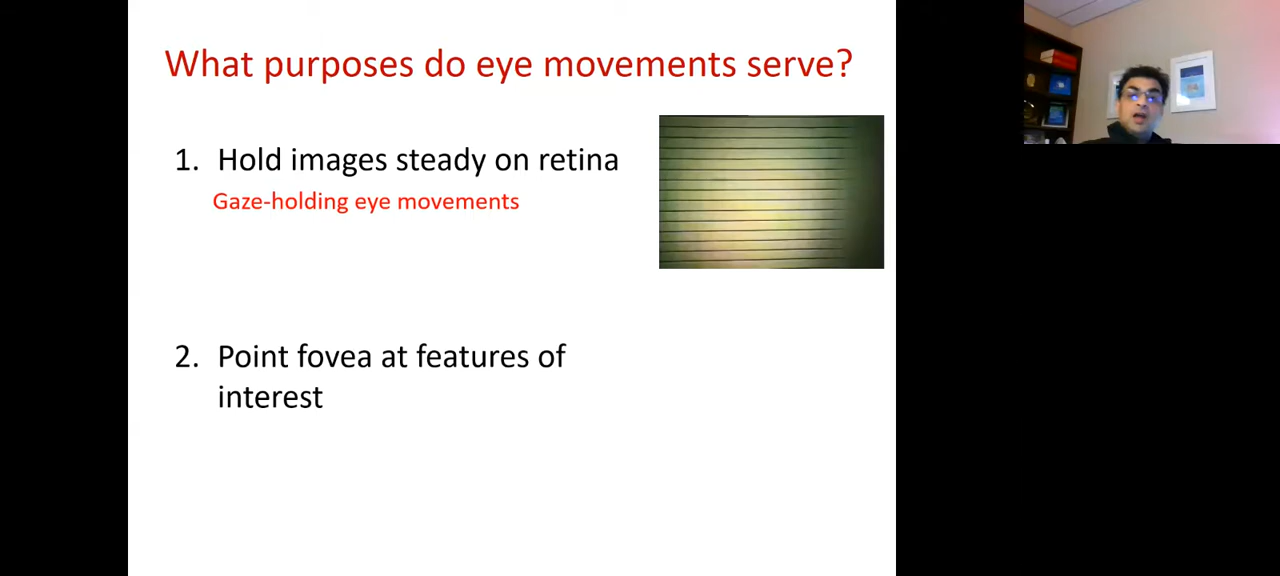 What purposes do eye movements serve?
1. Hold images steady on retina
Gaze-holding eye movements
2. Point fovea at features of
interest